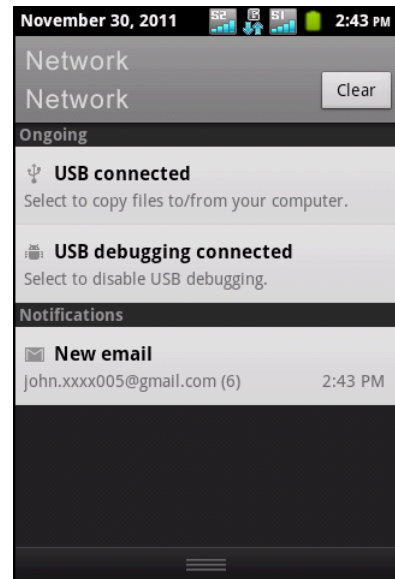 November 30, 2011 S2 E S1 2:43 PM
Network
Network
Clear
Ongoing
USB connected
Select to copy files to/from your computer.
USB debugging connected
Select to disable USB debugging.
Notifications
New email
john.xxxx005@gmail.com (6) 2:43 PM